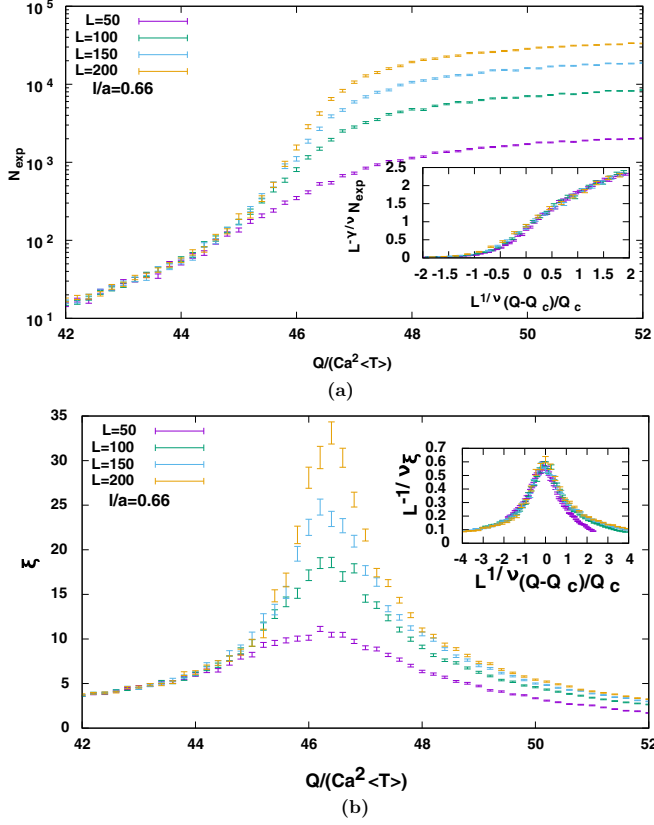 10^5
10^4
10^3
10^2
10^1
N_exp
L=50
L=100
L=150
L=200
l/a=0.66
2.5
2
1.5
1
0.5
0
L^-γ/ν N_exp
-2 -1.5 -1 -0.5 0 0.5 1 1.5 2
L^1/ν (Q-Q_c)/Q_c
42 44 46 48 50 52
Q/(Ca^2<T>)
(a)
35
30
25
20
15
10
5
0
ξ
L=50
L=100
L=150
L=200
l/a=0.66
0.7
0.6
0.5
0.4
0.3
0.2
0.1
0
L^-1/ν ξ
-4 -3 -2 -1 0 1 2 3 4
L^1/ν (Q-Q_c)/Q_c
42 44 46 48 50 52
Q/(Ca^2<T>)
(b)